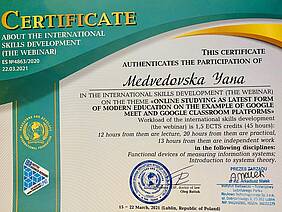 CERTIFICATE
ABOUT THE INTERNATIONAL
SKILLS DEVELOPMENT
(THE WEBINAR)
ES №4863/2020
22.03.2021
THIS CERTIFICATE
AUTHENTICATES THE PARTICIPATION OF
Medvedovska Yana
IN THE INTERNATIONAL SKILLS DEVELOPMENT (THE WEBINAR)
ON THE THEME «ONLINE STUDYING AS LATEST FORM
OF MODERN EDUCATION ON THE EXAMPLE OF GOOGLE
MEET AND GOOGLE CLASSROOM PLATFORMS»
Workload of the international skills development
(the webinar) is 1,5 ECTS credits (45 hours):
12 hours from them are lecture, 20 hours from them are practical,
13 hours from them are independent work
in the following disciplines:
Functional devices of measuring information systems;
Introduction to systems theory.
PREZES ZARZĄDU
15 – 22 March, 2021 (Lublin, Republic of Poland)